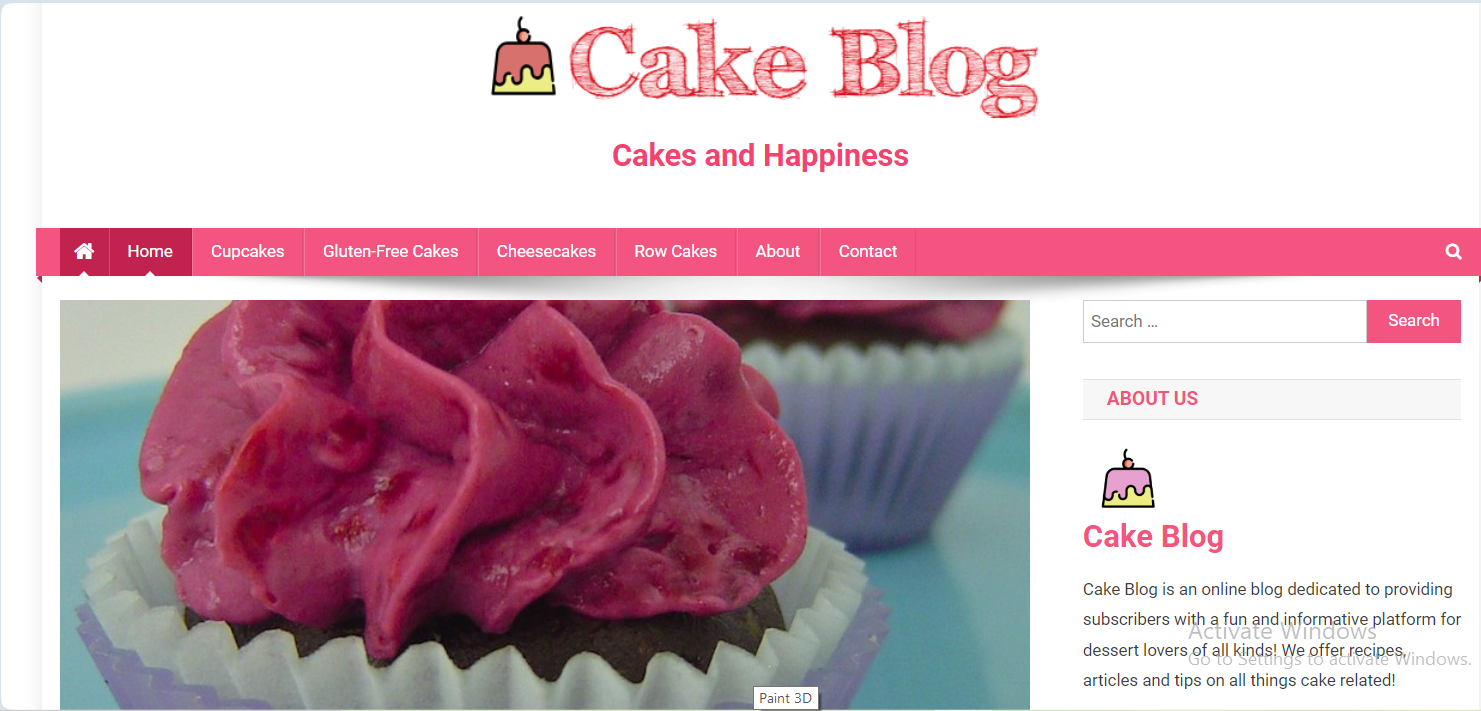 Cake Blog
Cakes and Happiness
Home Cupcakes Gluten-Free Cakes Cheesecakes Row Cakes About Contact
Search ... Search
ABOUT US
Cake Blog
Cake Blog is an online blog dedicated to providing
subscribers with a fun and informative platform for
Activate Windows
dessert lovers of all kinds! We offer recipes,
Go to Settings to activate Windows.
articles and tips on all things cake related!
Paint 3D